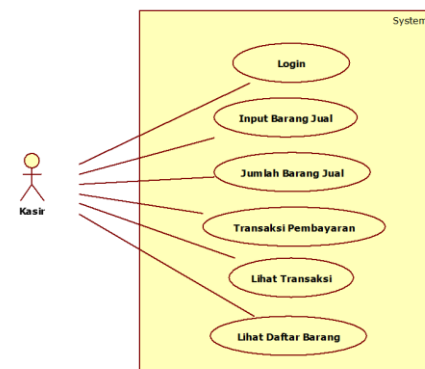 System
Login
Input Barang Jual
Jumlah Barang Jual
Kasir
Transaksi Pembayaran
Lihat Transaksi
Lihat Daftar Barang